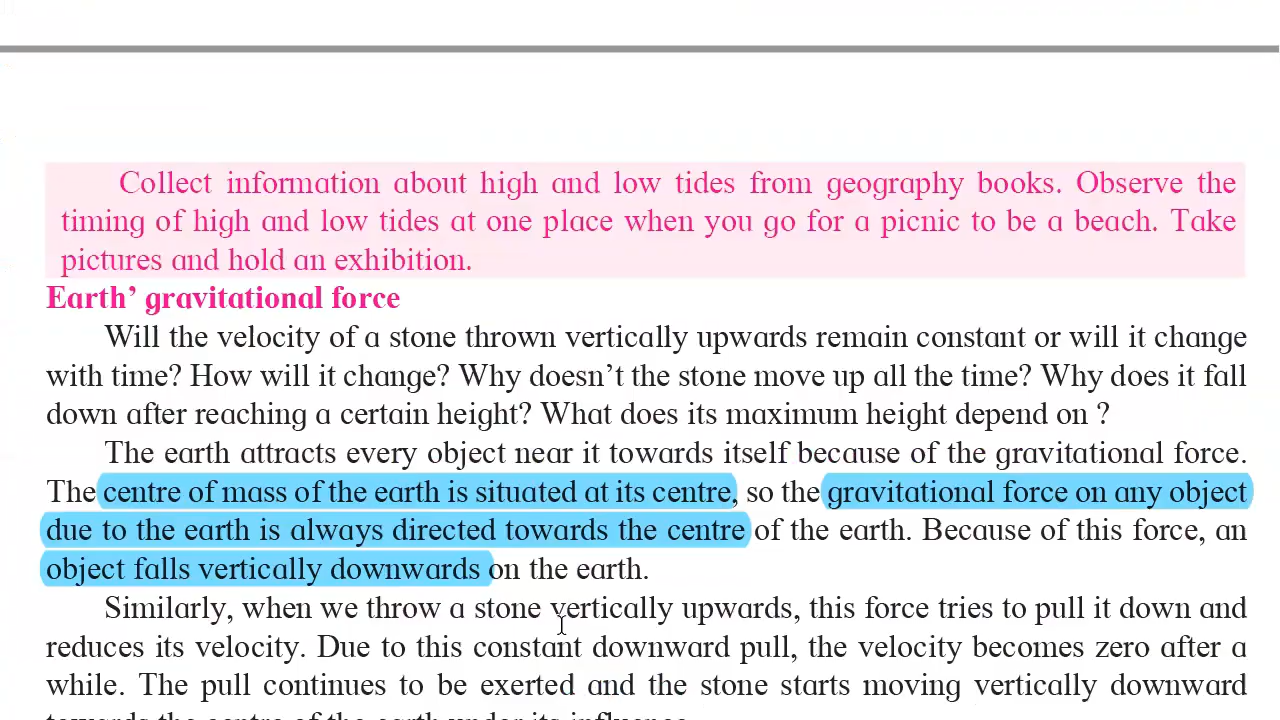 Collect information about high and low tides from geography books. Observe the
timing of high and low tides at one place when you go for a picnic to be a beach. Take
pictures and hold an exhibition.
Earth’ gravitational force
Will the velocity of a stone thrown vertically upwards remain constant or will it change
with time? How will it change? Why doesn’t the stone move up all the time? Why does it fall
down after reaching a certain height? What does its maximum height depend on ?
The earth attracts every object near it towards itself because of the gravitational force.
The centre of mass of the earth is situated at its centre, so the gravitational force on any object
due to the earth is always directed towards the centre of the earth. Because of this force, an
object falls vertically downwards on the earth.
Similarly, when we throw a stone vertically upwards, this force tries to pull it down and
reduces its velocity. Due to this constant downward pull, the velocity becomes zero after a
while. The pull continues to be exerted and the stone starts moving vertically downward
towards the centre of the earth under its influence.